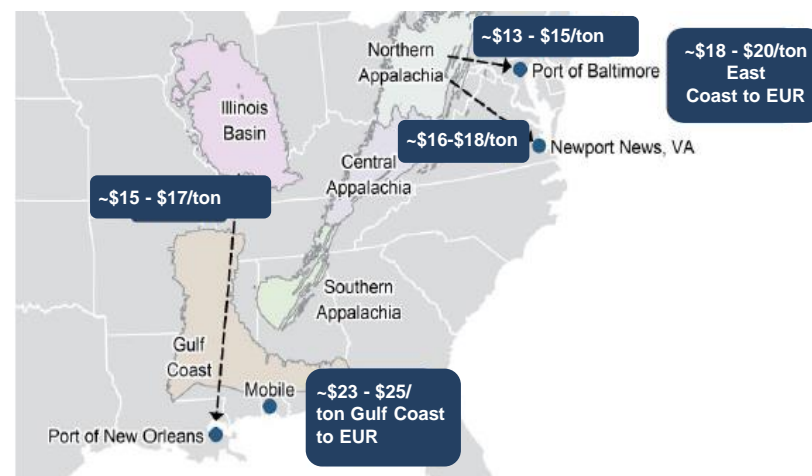 ~$13 - $15/ton
Northern
Appalachia
Port of Baltimore
~$18 - $20/ton
East
Coast to EUR
Illinois
Basin
~$16-$18/ton
Newport News, VA
Central
Appalachia
~$15 - $17/ton
Southern
Appalachia
Gulf
Coast
Mobile
~$23 - $25/
ton Gulf Coast
to EUR
Port of New Orleans